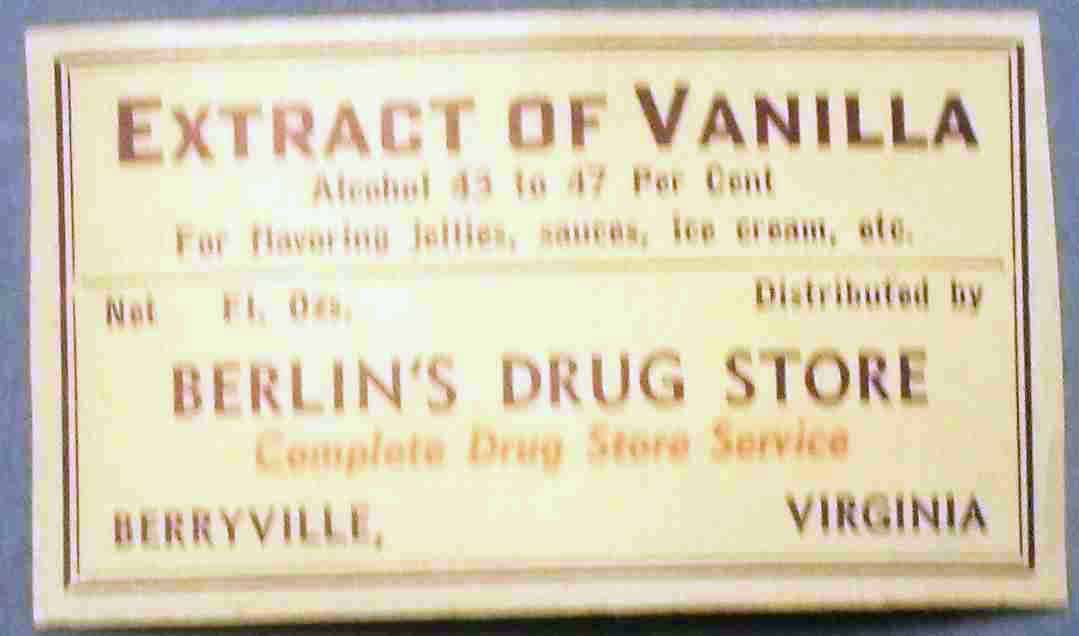 EXTRACT OF VANILLA
Alcohol 43 to 47 Per Cent
For flavoring jellies, sauces, ice cream, etc.
Net Fl. Ozs.
Distributed by
BERLIN'S DRUG STORE
Complete Drug Store Service
BERRYVILLE, VIRGINIA